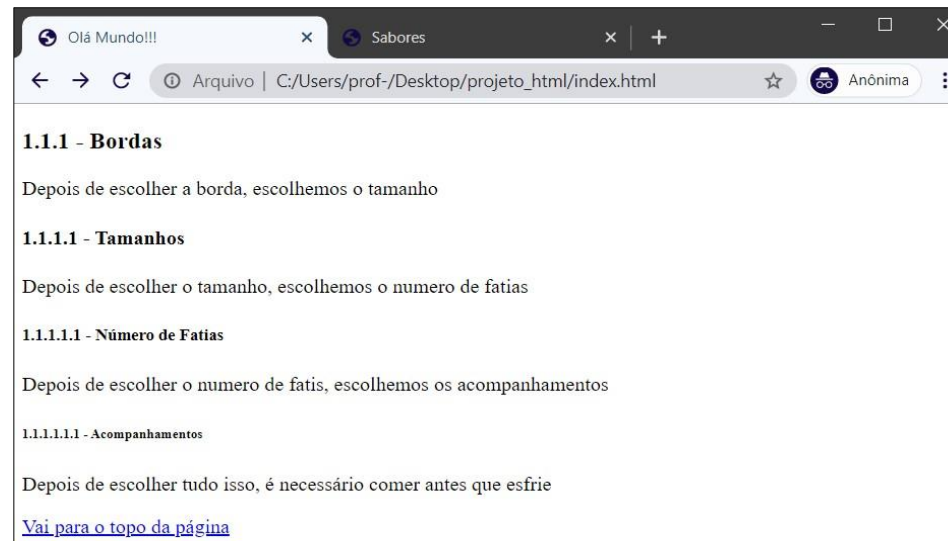 Olá Mundo!!!
Sabores
Arquivo | C:/Users/prof-/Desktop/projeto_html/index.html
Anônima
1.1.1 - Bordas
Depois de escolher a borda, escolhemos o tamanho
1.1.1.1 - Tamanhos
Depois de escolher o tamanho, escolhemos o numero de fatias
1.1.1.1.1 - Número de Fatias
Depois de escolher o numero de fatis, escolhemos os acompanhamentos
1.1.1.1.1.1 - Acompanhamentos
Depois de escolher tudo isso, é necessário comer antes que esfrie
Vai para o topo da página